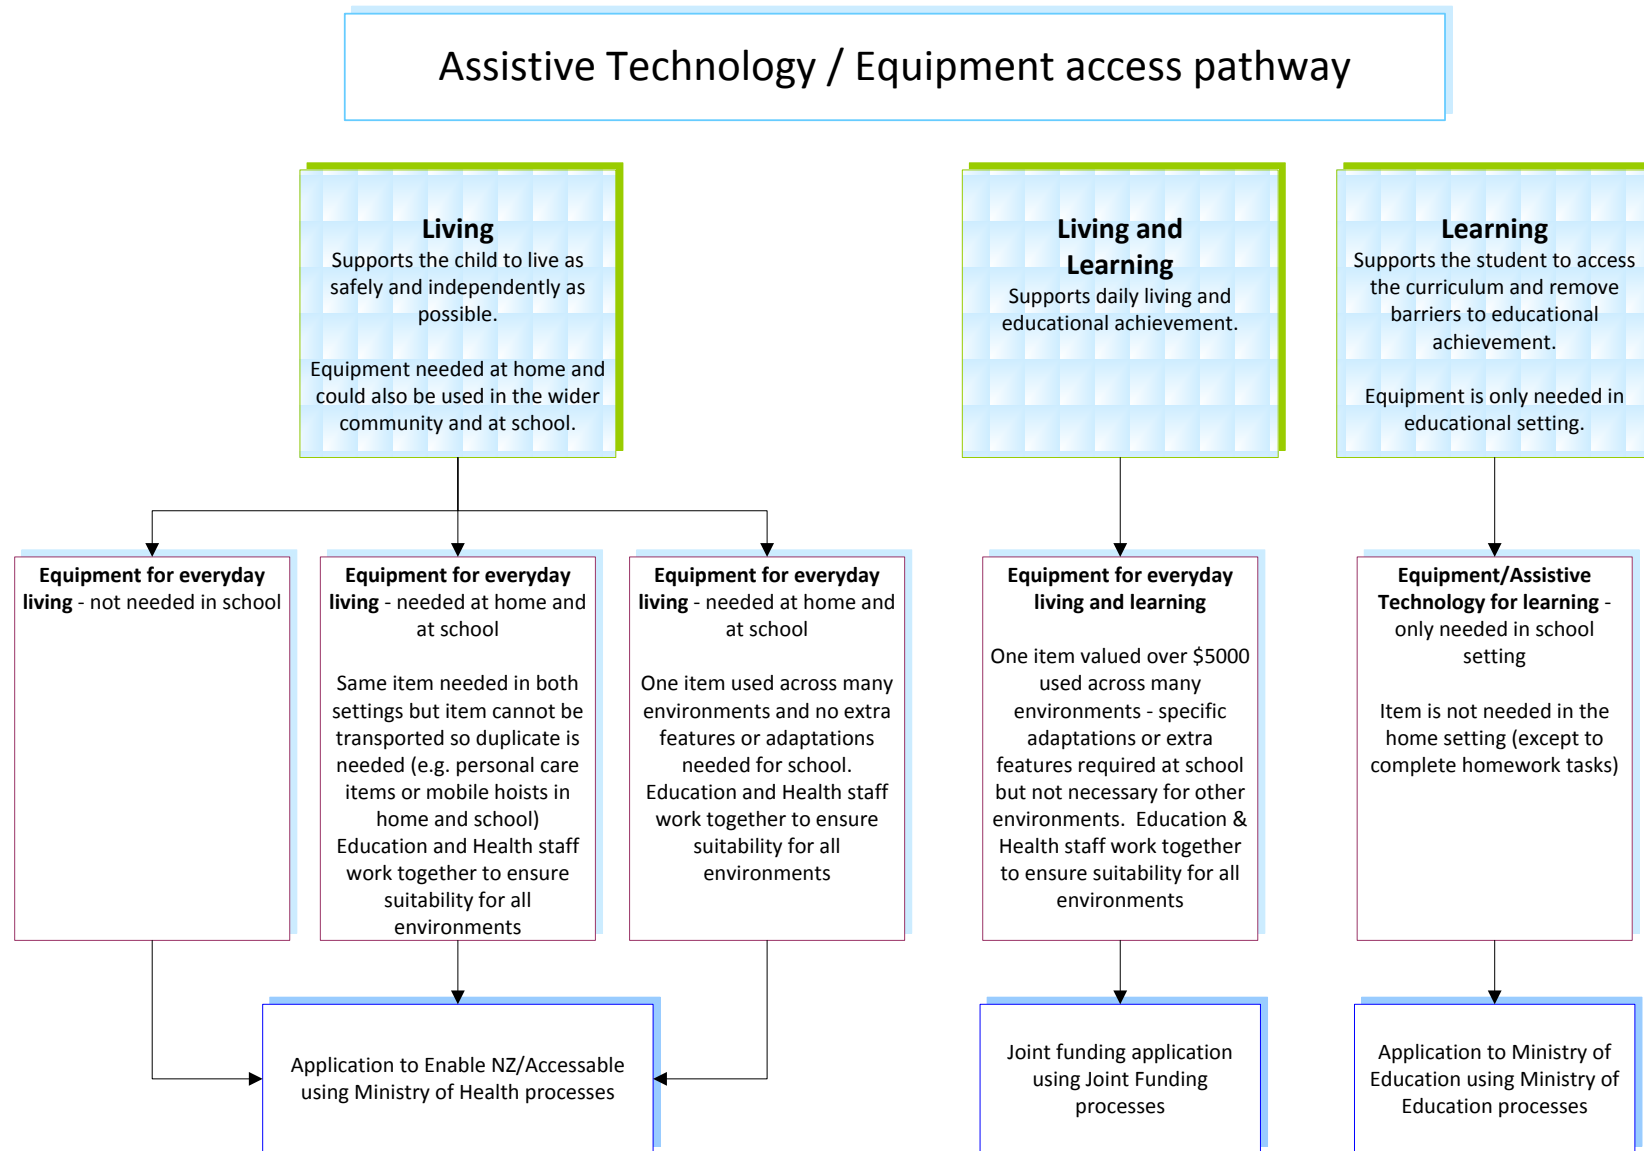 Assistive Technology / Equipment access pathway
Living
Supports the child to live as
safely and independently as
possible.
Equipment needed at home and
could also be used in the wider
community and at school.
Living and
Learning
Supports daily living and
educational achievement.
Learning
Supports the student to access
the curriculum and remove
barriers to educational
achievement.
Equipment is only needed in
educational setting.
Equipment for everyday
living - not needed in school
Equipment for everyday
living - needed at home and
at school
Same item needed in both
settings but item cannot be
transported so duplicate is
needed (e.g. personal care
items or mobile hoists in
home and school)
Education and Health staff
work together to ensure
suitability for all
environments
Equipment for everyday
living - needed at home and
at school
One item used across many
environments and no extra
features or adaptations
needed for school.
Education and Health staff
work together to ensure
suitability for all
environments
Equipment for everyday
living and learning
One item valued over $5000
used across many
environments - specific
adaptations or extra
features required at school
but not necessary for other
environments. Education &
Health staff work together
to ensure suitability for all
environments
Equipment/Assistive
Technology for learning -
only needed in school
setting
Item is not needed in the
home setting (except to
complete homework tasks)
Application to Enable NZ/Accessable
using Ministry of Health processes
Joint funding application
using Joint Funding
processes
Application to Ministry of
Education using Ministry of
Education processes